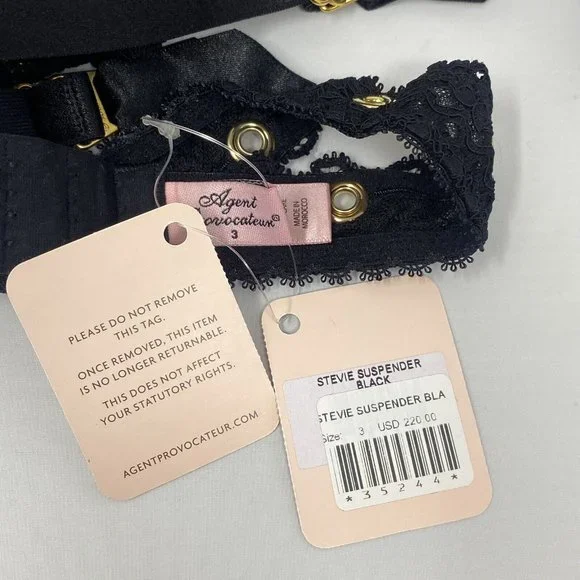 Agent
Provocateur®
3
MADE IN
MOROCCO
PLEASE DO NOT REMOVE
THIS TAG.
ONCE REMOVED, THIS ITEM
IS NO LONGER RETURNABLE.
THIS DOES NOT AFFECT
YOUR STATUTORY RIGHTS.
AGENTPROVOCATEUR.COM
STEVIE SUSPENDER
BLACK
STEVIE SUSPENDER BLA
Size: 3 USD 220.00
*35244*